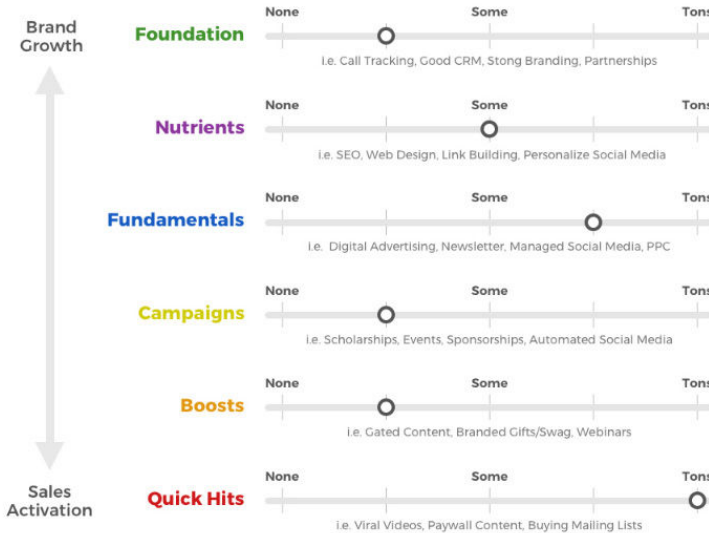 Brand
Growth
Foundation
None Some Tons
i.e. Call Tracking, Good CRM, Stong Branding, Partnerships
Nutrients
None Some Tons
i.e. SEO, Web Design, Link Building, Personalize Social Media
Fundamentals
None Some Tons
i.e. Digital Advertising, Newsletter, Managed Social Media, PPC
Campaigns
None Some Tons
i.e. Scholarships, Events, Sponsorships, Automated Social Media
Boosts
None Some Tons
i.e. Gated Content, Branded Gifts/Swag, Webinars
Sales
Activation
Quick Hits
None Some Tons
i.e. Viral Videos, Paywall Content, Buying Mailing Lists